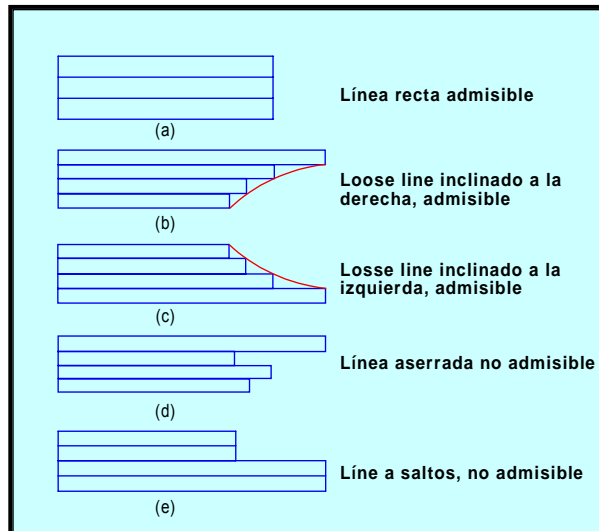 Línea recta admisible
(a)
Loose line inclinado a la
derecha, admisible
(b)
Losse line inclinado a la
izquierda, admisible
(c)
Línea aserrada no admisible
(d)
Líne a saltos, no admisible
(e)